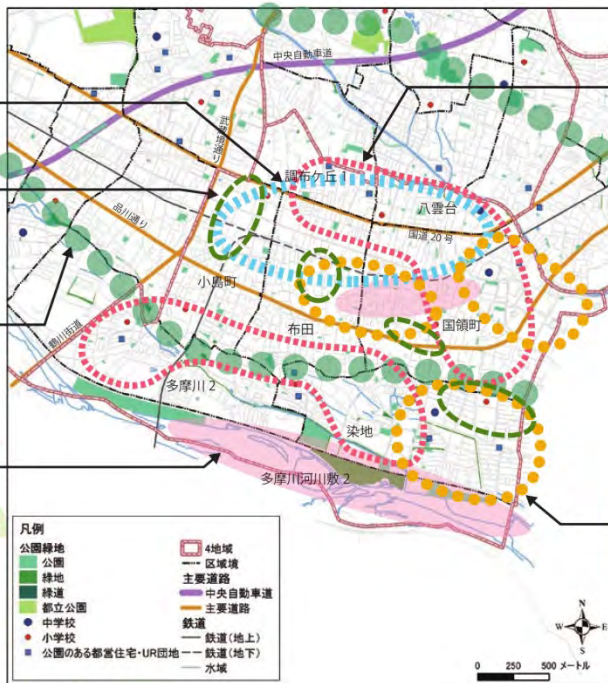 中央自動車道
武蔵境通り
調布ケ丘 1
八雲台
品川通り
国道 20 号
小島町
布田
国領町
鶴川街道
多摩川 2
染地
多摩川河川敷 2
凡例
公園緑地
公園
緑地
緑道
都立公園
中学校
小学校
公園のある都営住宅・UR団地
4地域
区域境
主要道路
中央自動車道
主要道路
鉄道
鉄道(地上)
鉄道(地下)
水域
N
W E
S
0 250 500 メートル